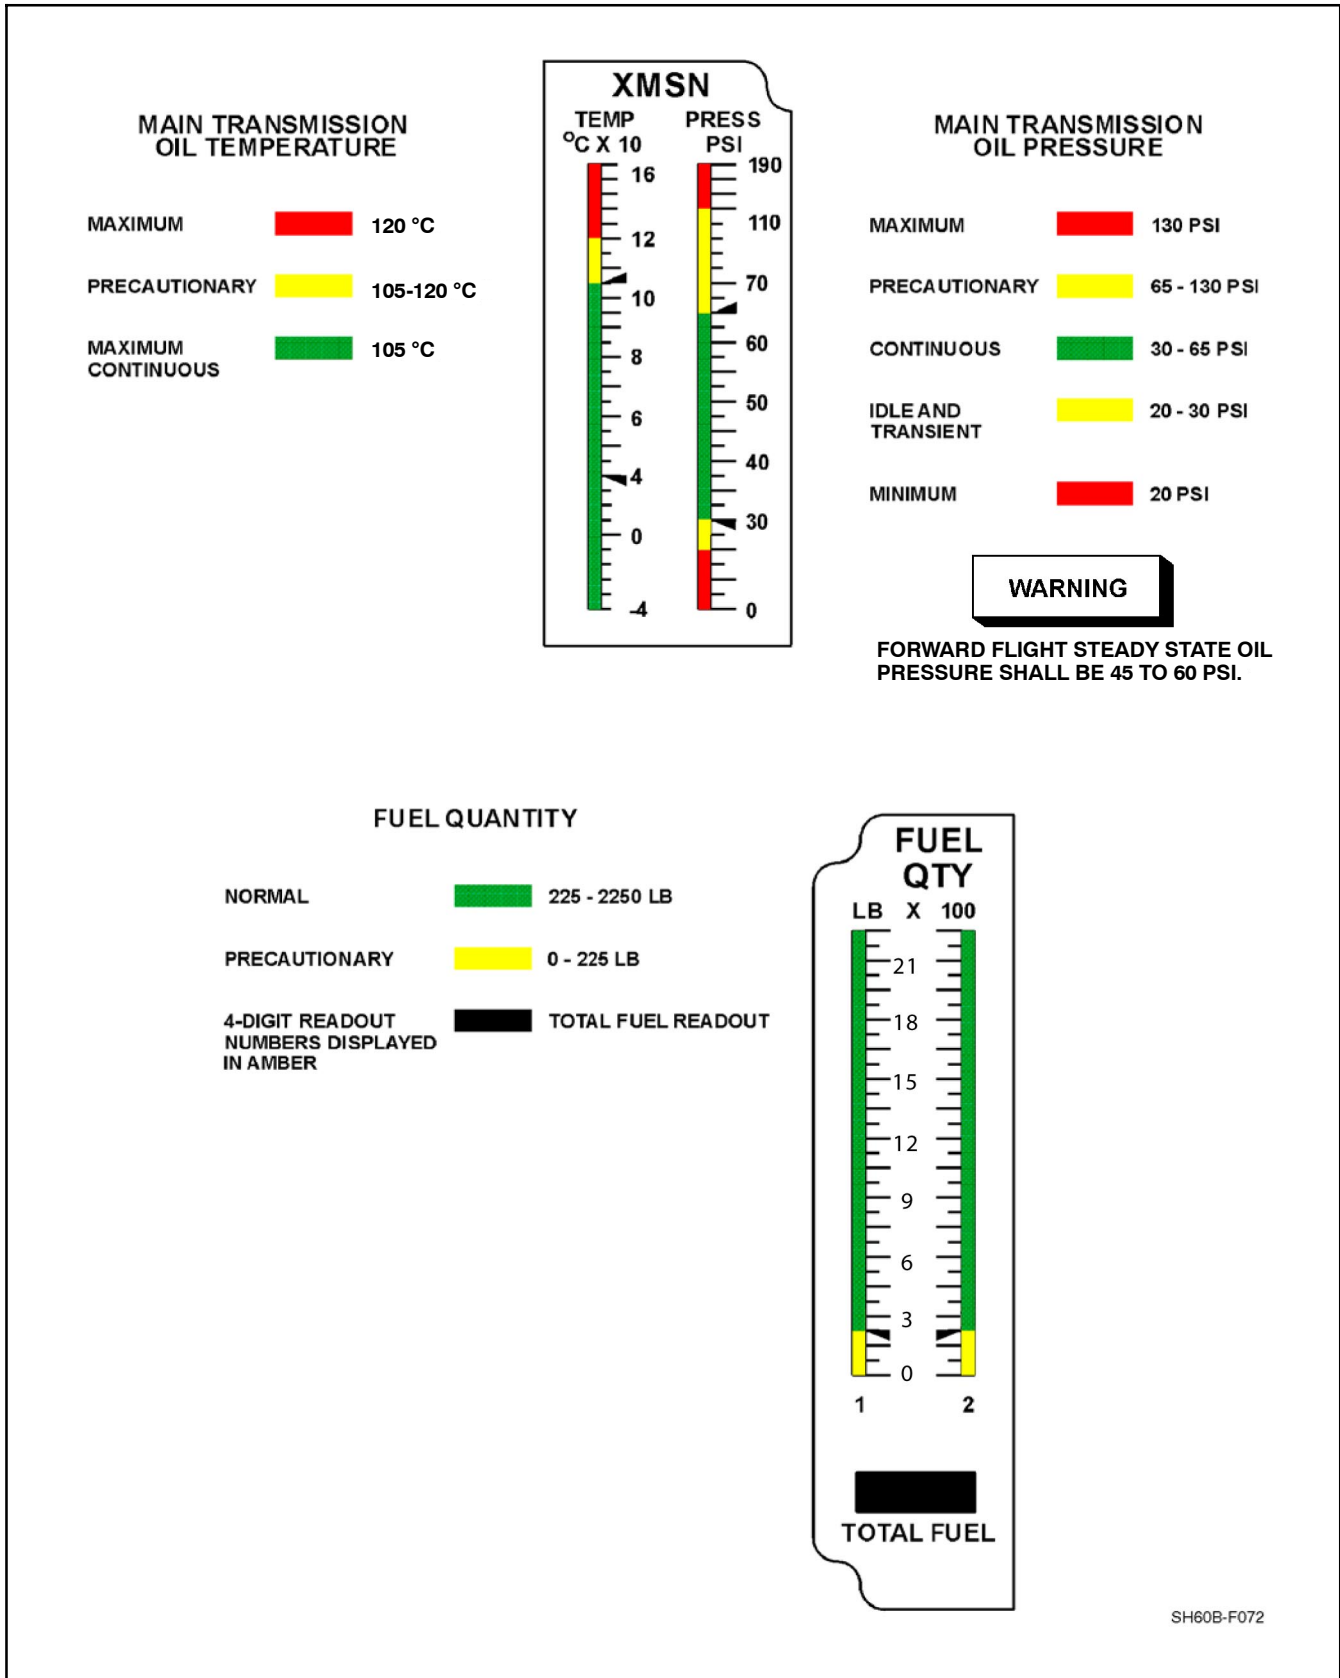 MAIN TRANSMISSION
OIL TEMPERATURE
MAXIMUM 120 °C
PRECAUTIONARY 105-120 °C
MAXIMUM
CONTINUOUS
105 °C
XMSN
TEMP
°C X 10
16
12
10
8
6
4
0
-4
PRESS
PSI
190
110
70
60
50
40
30
0
MAIN TRANSMISSION
OIL PRESSURE
MAXIMUM 130 PSI
PRECAUTIONARY 65 - 130 PSI
CONTINUOUS 30 - 65 PSI
IDLE AND
TRANSIENT
20 - 30 PSI
MINIMUM 20 PSI
WARNING
FORWARD FLIGHT STEADY STATE OIL
PRESSURE SHALL BE 45 TO 60 PSI.
FUEL QUANTITY
NORMAL 225 - 2250 LB
PRECAUTIONARY 0 - 225 LB
4-DIGIT READOUT
NUMBERS DISPLAYED
IN AMBER
TOTAL FUEL READOUT
FUEL
QTY
LB X 100
21
18
15
12
9
6
3
0
1 2
TOTAL FUEL
SH60B-F072